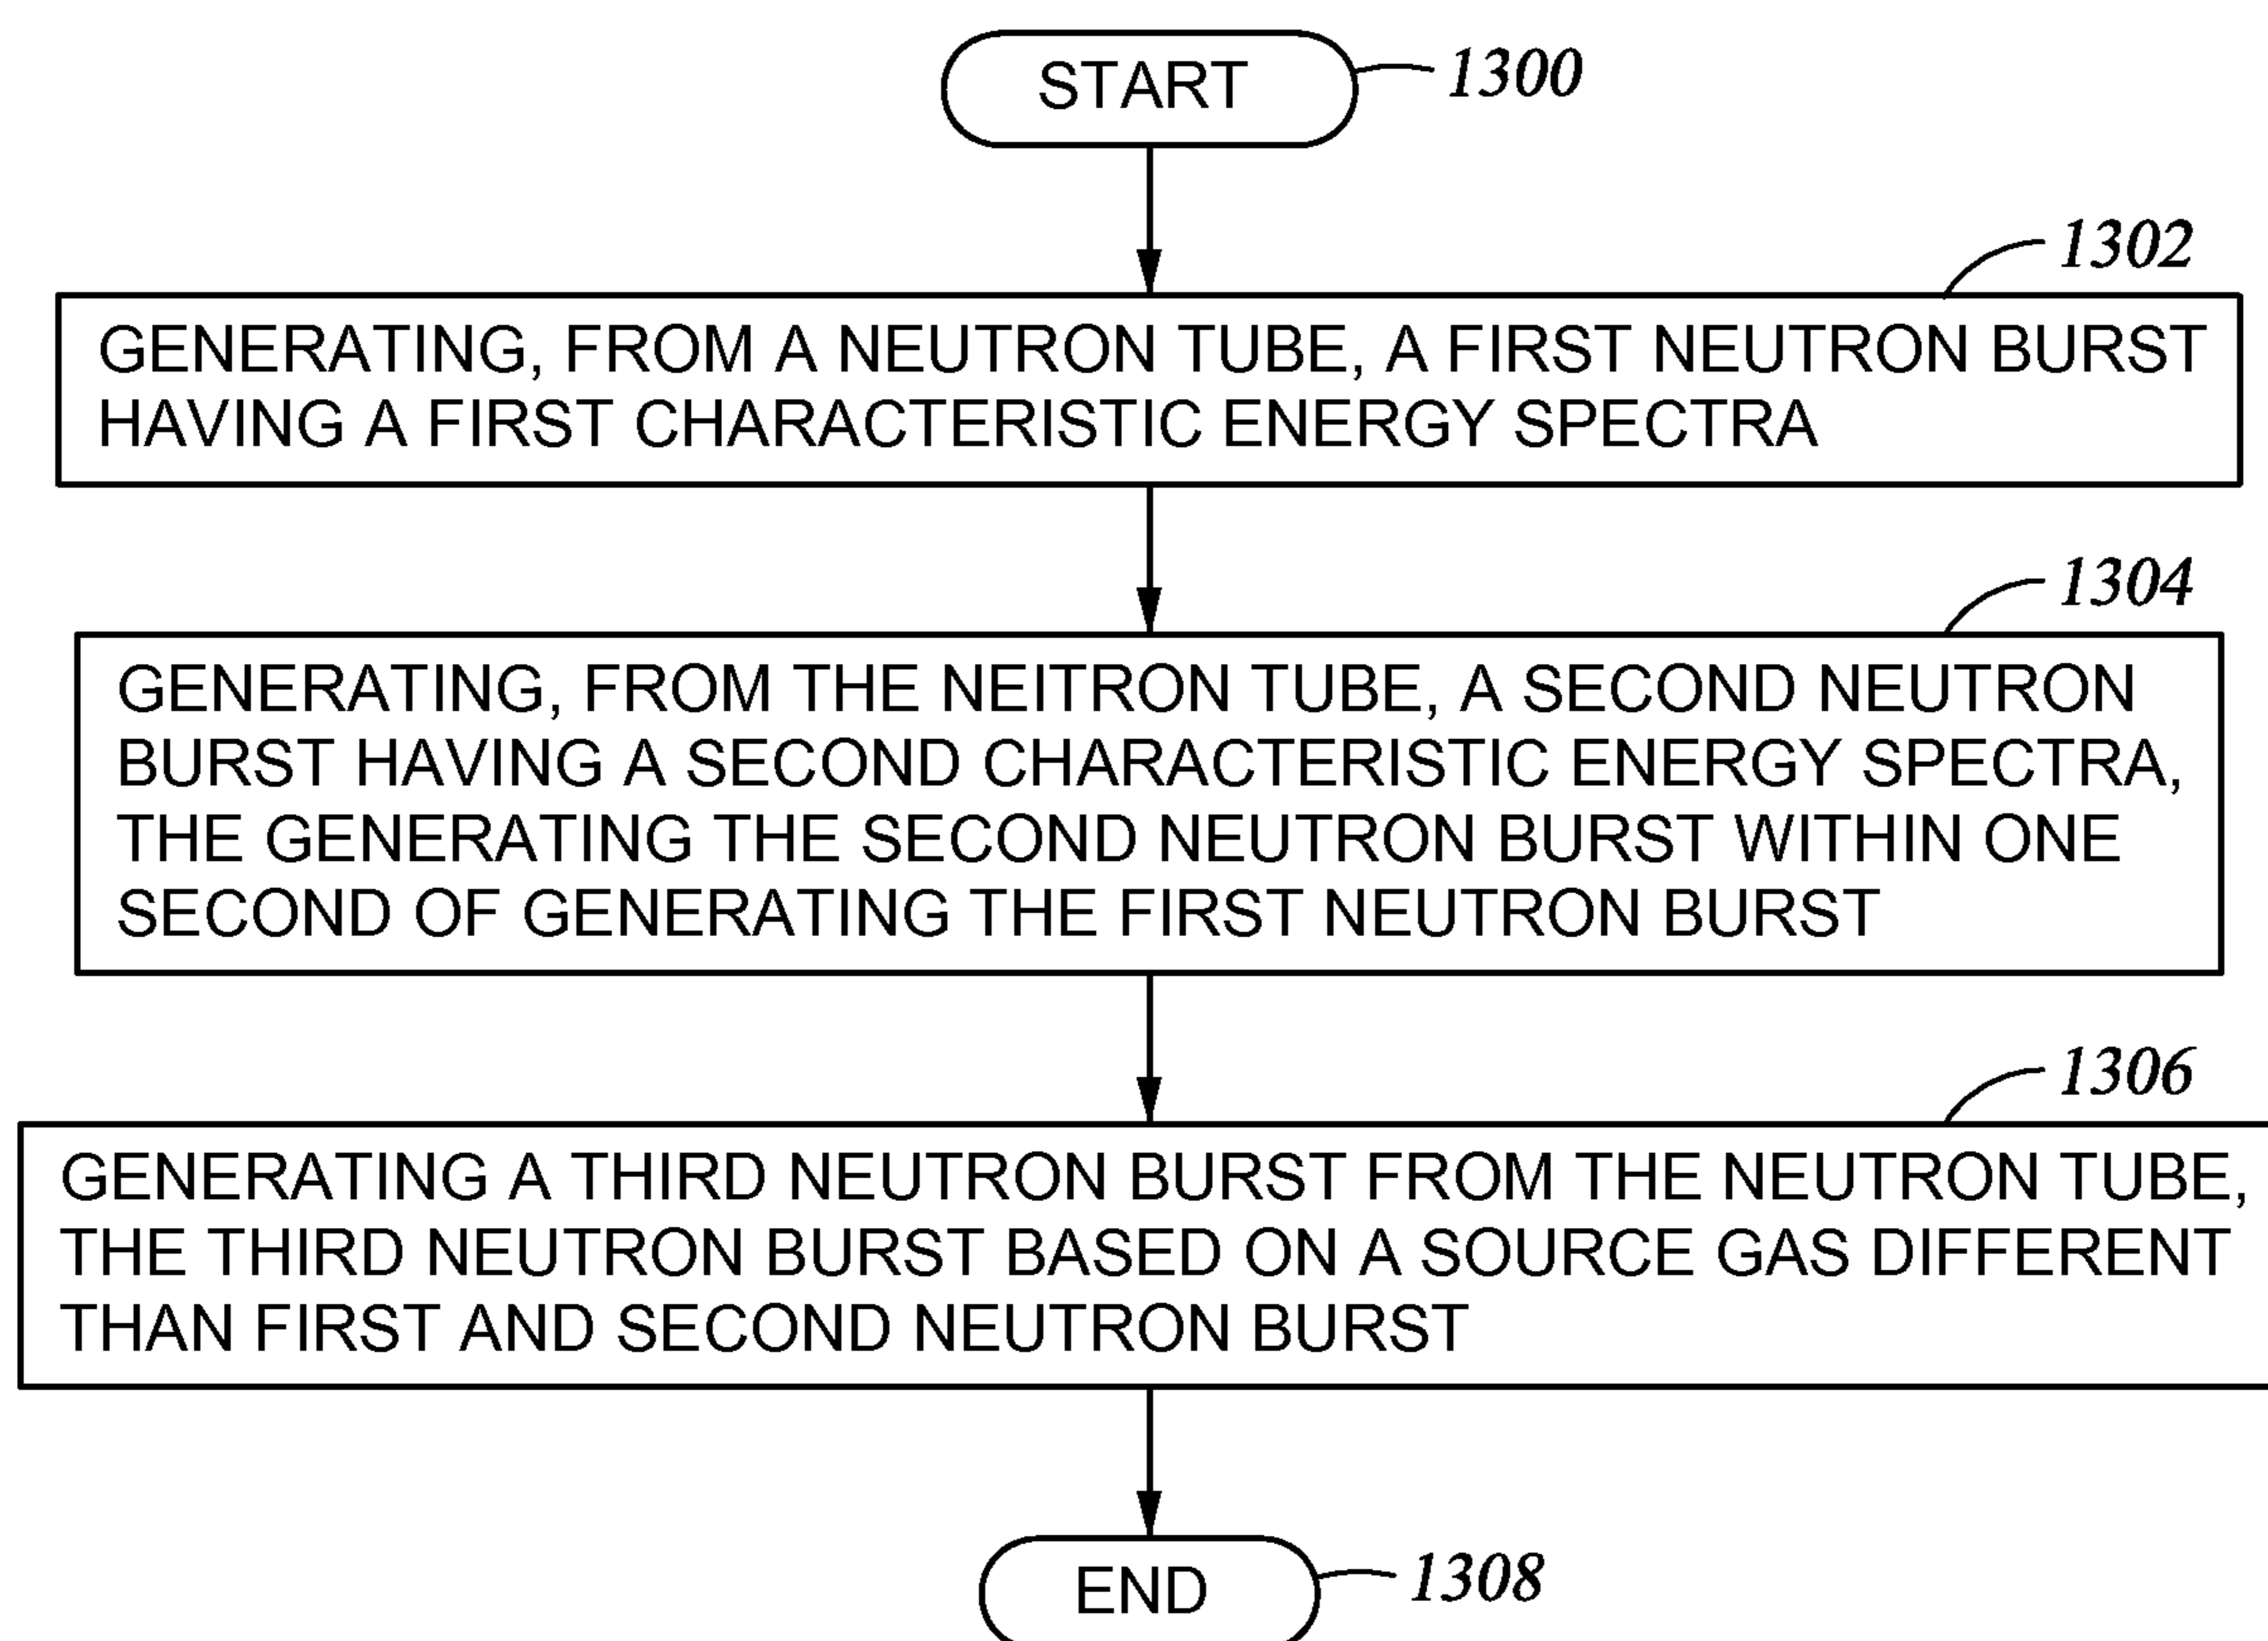 START
1300
1302
GENERATING, FROM A NEUTRON TUBE, A FIRST NEUTRON BURST
HAVING A FIRST CHARACTERISTIC ENERGY SPECTRA
1304
GENERATING, FROM THE NEITRON TUBE, A SECOND NEUTRON
BURST HAVING A SECOND CHARACTERISTIC ENERGY SPECTRA,
THE GENERATING THE SECOND NEUTRON BURST WITHIN ONE
SECOND OF GENERATING THE FIRST NEUTRON BURST
1306
GENERATING A THIRD NEUTRON BURST FROM THE NEUTRON TUBE,
THE THIRD NEUTRON BURST BASED ON A SOURCE GAS DIFFERENT
THAN FIRST AND SECOND NEUTRON BURST
END
1308